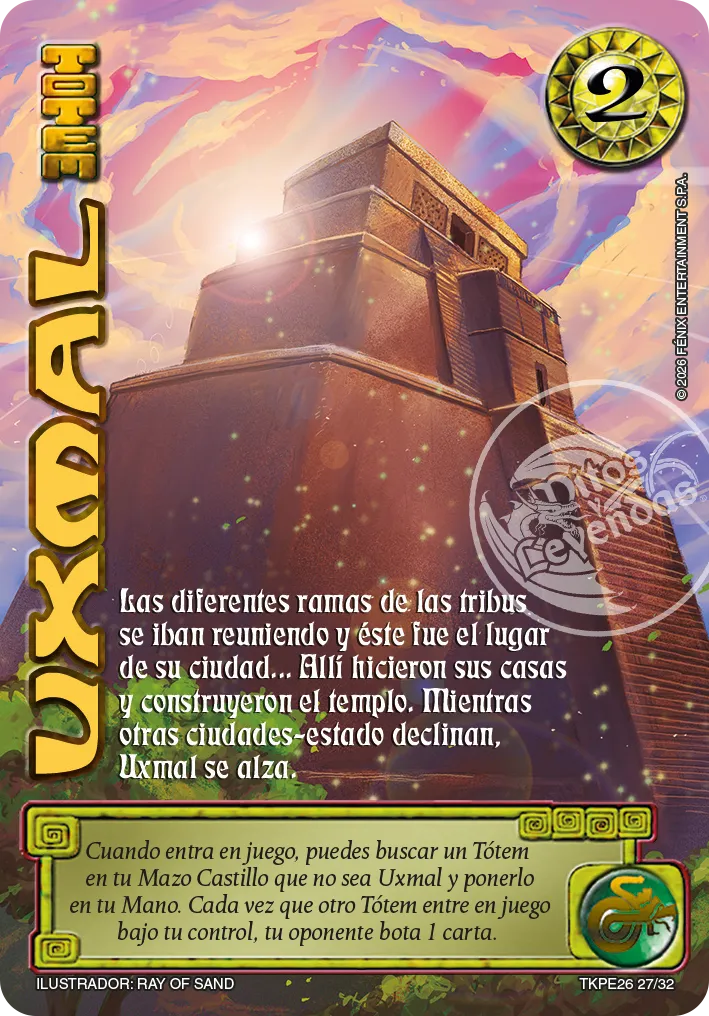 TOTEM
2
UXMAL
© 2026 FÉNIX ENTERTAINMENT S.P.A.
Mitos
y
Leyendas
Las diferentes ramas de las tribus
se iban reuniendo y éste fue el lugar
de su ciudad... Allí hicieron sus casas
y construyeron el templo. Mientras
otras ciudades-estado declinan,
Uxmal se alza.
Cuando entra en juego, puedes buscar un Tótem
en tu Mazo Castillo que no sea Uxmal y ponerlo
en tu Mano. Cada vez que otro Tótem entre en juego
bajo tu control, tu oponente bota 1 carta.
ILUSTRADOR: RAY OF SAND
TKPE26 27/32